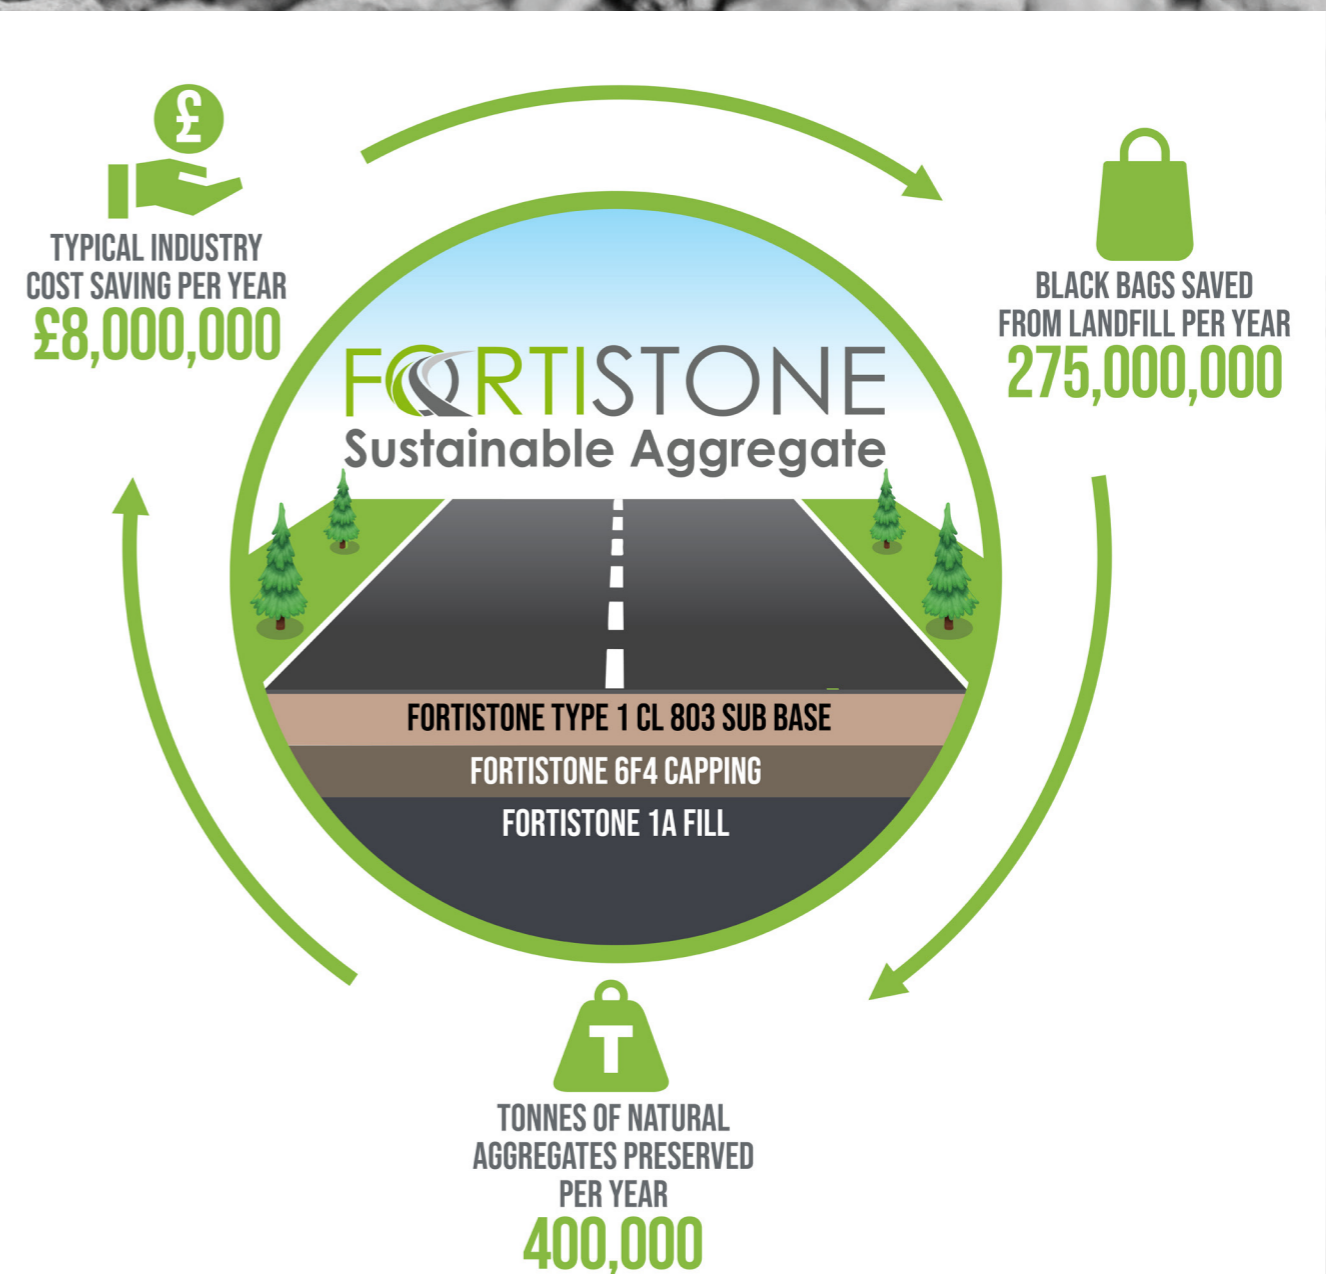 £
TYPICAL INDUSTRY
COST SAVING PER YEAR
£8,000,000
BLACK BAGS SAVED
FROM LANDFILL PER YEAR
275,000,000
FORTISTONE
Sustainable Aggregate
FORTISTONE TYPE 1 CL 803 SUB BASE
FORTISTONE 6F4 CAPPING
FORTISTONE 1A FILL
T
TONNES OF NATURAL
AGGREGATES PRESERVED
PER YEAR
400,000